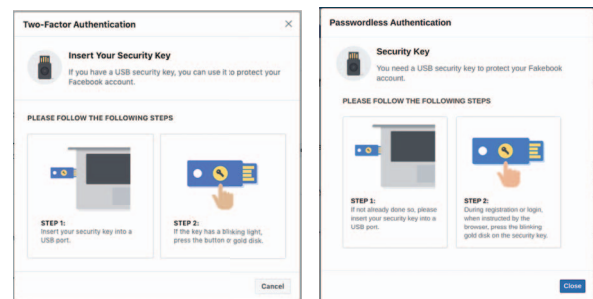 Two-Factor Authentication
Insert Your Security Key
If you have a USB security key, you can use it to protect your
Facebook account.
PLEASE FOLLOW THE FOLLOWING STEPS
STEP 1:
Insert your security key into a
USB port.
STEP 2:
If the key has a blinking light,
press the button or gold disk.
Cancel
Passwordless Authentication
Security Key
You need a USB security key to protect your Fakebook
account.
PLEASE FOLLOW THE FOLLOWING STEPS
STEP 1:
If not already done so, please
insert your security key into a
USB port.
STEP 2:
During registration or login,
when instructed by the
browser, press the blinking
gold disk on the security key.
Close